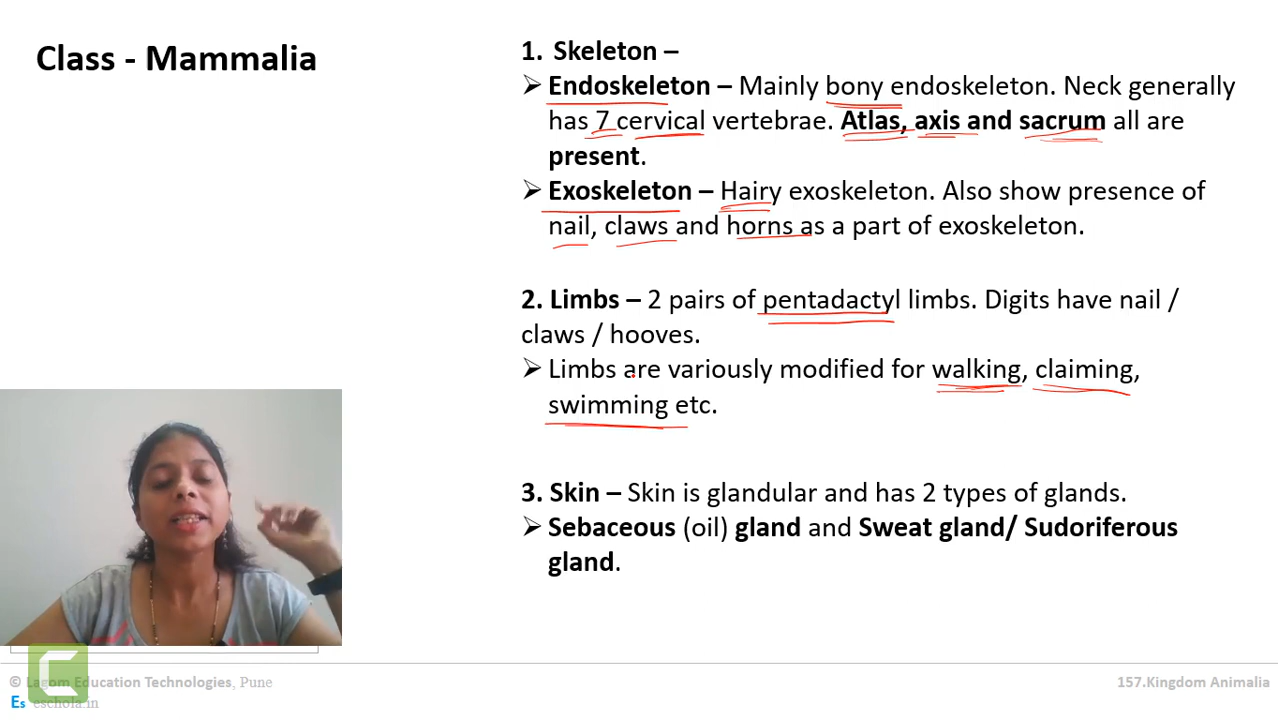 Class - Mammalia
1. Skeleton –
➢ Endoskeleton – Mainly bony endoskeleton. Neck generally
has 7 cervical vertebrae. Atlas, axis and sacrum all are
present.
➢ Exoskeleton – Hairy exoskeleton. Also show presence of
nail, claws and horns as a part of exoskeleton.
2. Limbs – 2 pairs of pentadactyl limbs. Digits have nail /
claws / hooves.
➢ Limbs are variously modified for walking, claiming,
swimming etc.
3. Skin – Skin is glandular and has 2 types of glands.
➢ Sebaceous (oil) gland and Sweat gland/ Sudoriferous
gland.
© Lagom Education Technologies, Pune
157.Kingdom Animalia
Es eschola.in